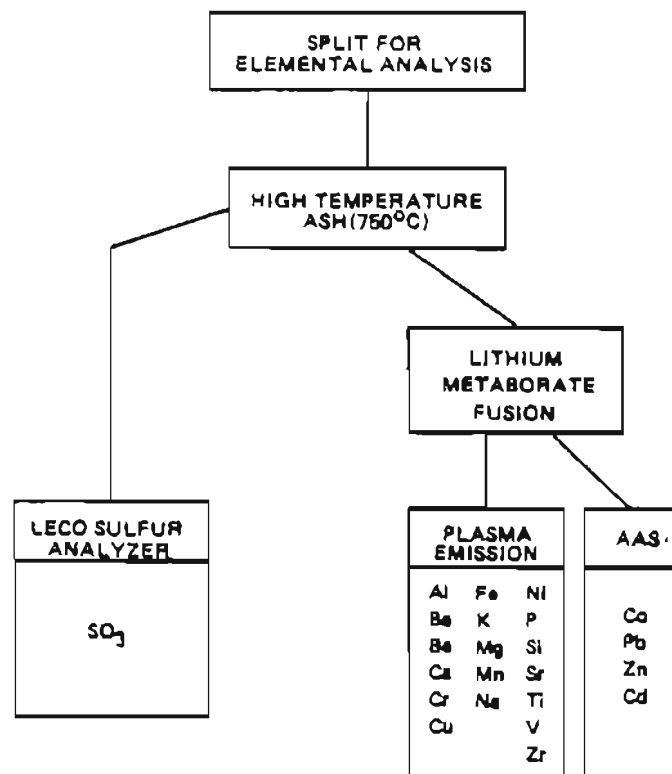 SPLIT FOR
ELEMENTAL ANALYSIS
HIGH TEMPERATURE
ASH(750°C)
LITHIUM
METABORATE
FUSION
LECO SULFUR
ANALYZER
SO3
PLASMA
EMISSION
Al Fe Ni
Ba K P
Be Mg Si
Ca Mn Sr
Cr Na Ti
Cu V
Zr
AAS
Co
Pb
Zn
Cd